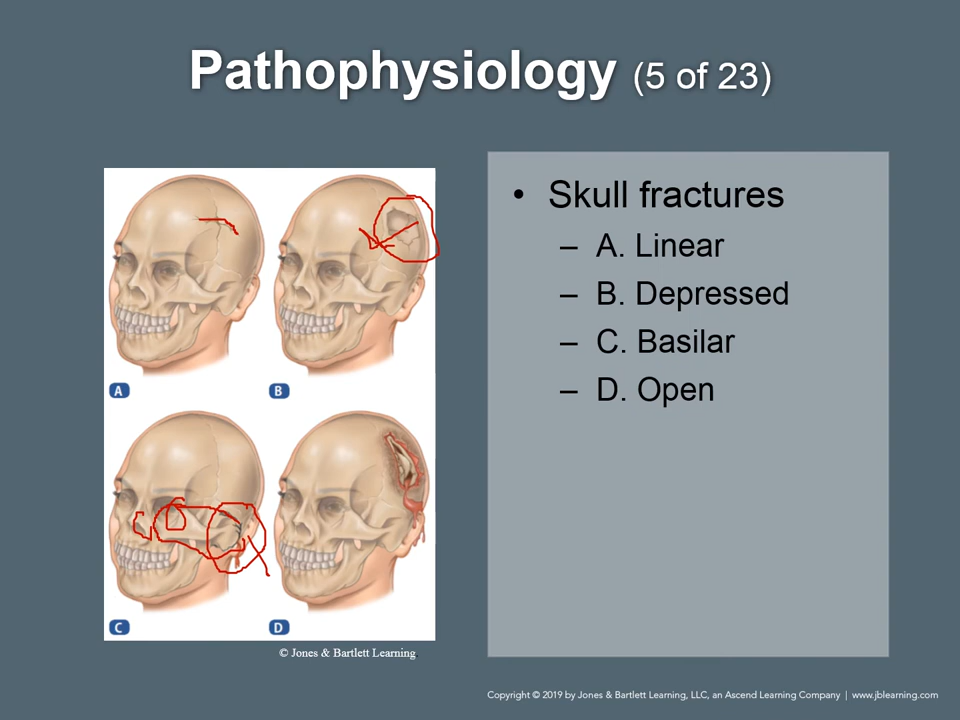 Pathophysiology (5 of 23)
A
B
C
D
© Jones & Bartlett Learning
• Skull fractures
– A. Linear
– B. Depressed
– C. Basilar
– D. Open
Copyright © 2019 by Jones & Bartlett Learning, LLC, an Ascend Learning Company | www.jblearning.com